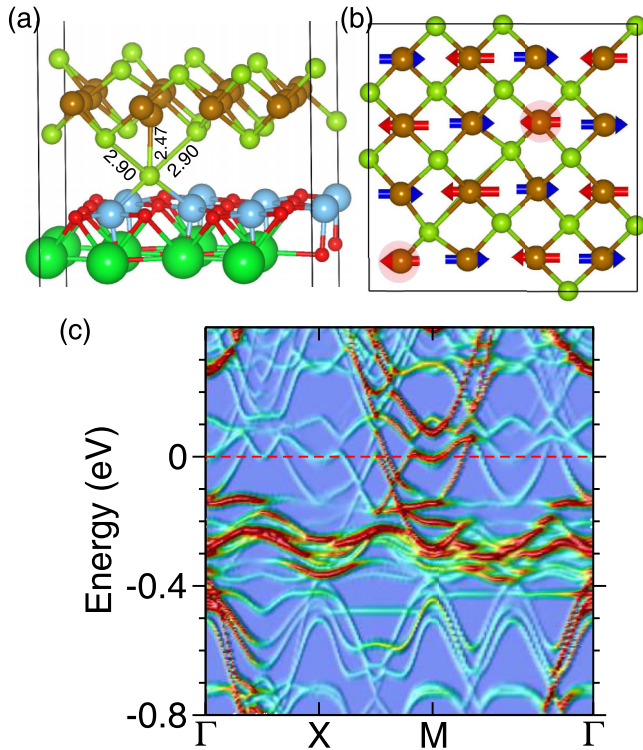 (a)
(b)
2.90
2.47
2.90
(c)
Energy (eV)
0
-0.4
-0.8
Γ
X
M
Γ